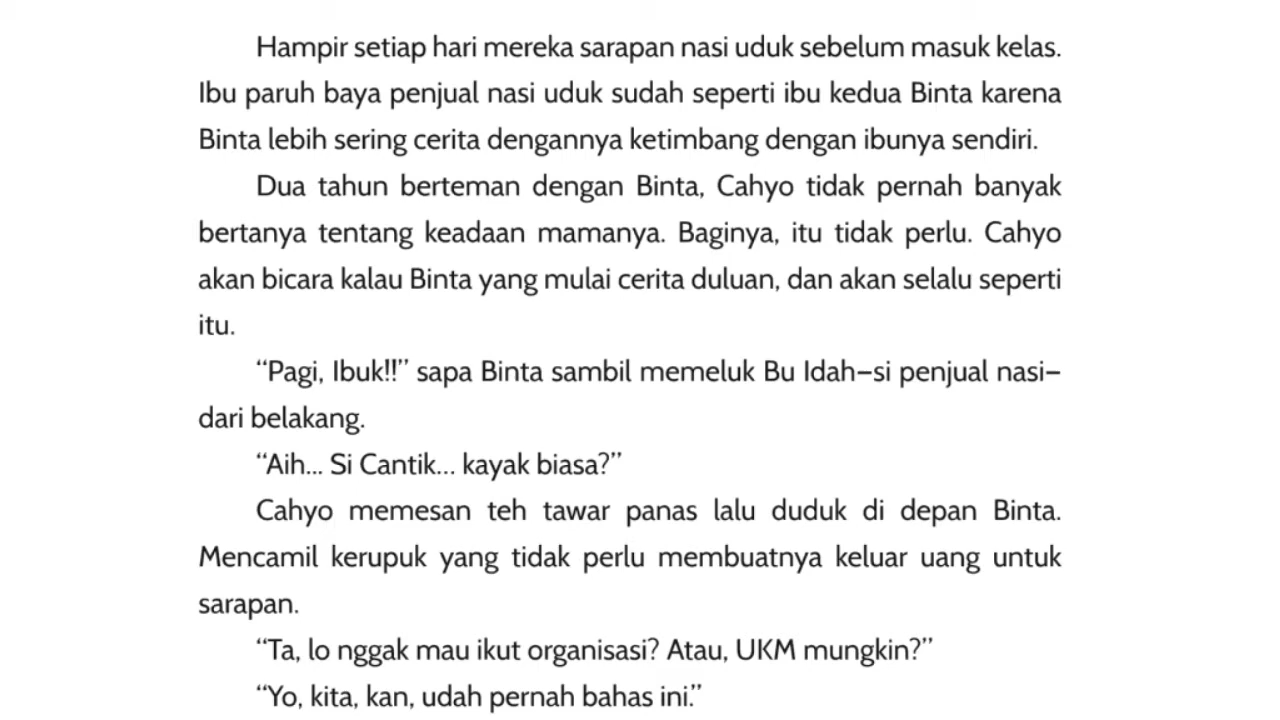 Hampir setiap hari mereka sarapan nasi uduk sebelum masuk kelas.
Ibu paruh baya penjual nasi uduk sudah seperti ibu kedua Binta karena
Binta lebih sering cerita dengannya ketimbang dengan ibunya sendiri.
Dua tahun berteman dengan Binta, Cahyo tidak pernah banyak
bertanya tentang keadaan mamanya. Baginya, itu tidak perlu. Cahyo
akan bicara kalau Binta yang mulai cerita duluan, dan akan selalu seperti
itu.
“Pagi, Ibuk!!” sapa Binta sambil memeluk Bu Idah–si penjual nasi–
dari belakang.
“Aih... Si Cantik... kayak biasa?”
Cahyo memesan teh tawar panas lalu duduk di depan Binta.
Mencamil kerupuk yang tidak perlu membuatnya keluar uang untuk
sarapan.
“Ta, lo nggak mau ikut organisasi? Atau, UKM mungkin?”
“Yo, kita, kan, udah pernah bahas ini.”